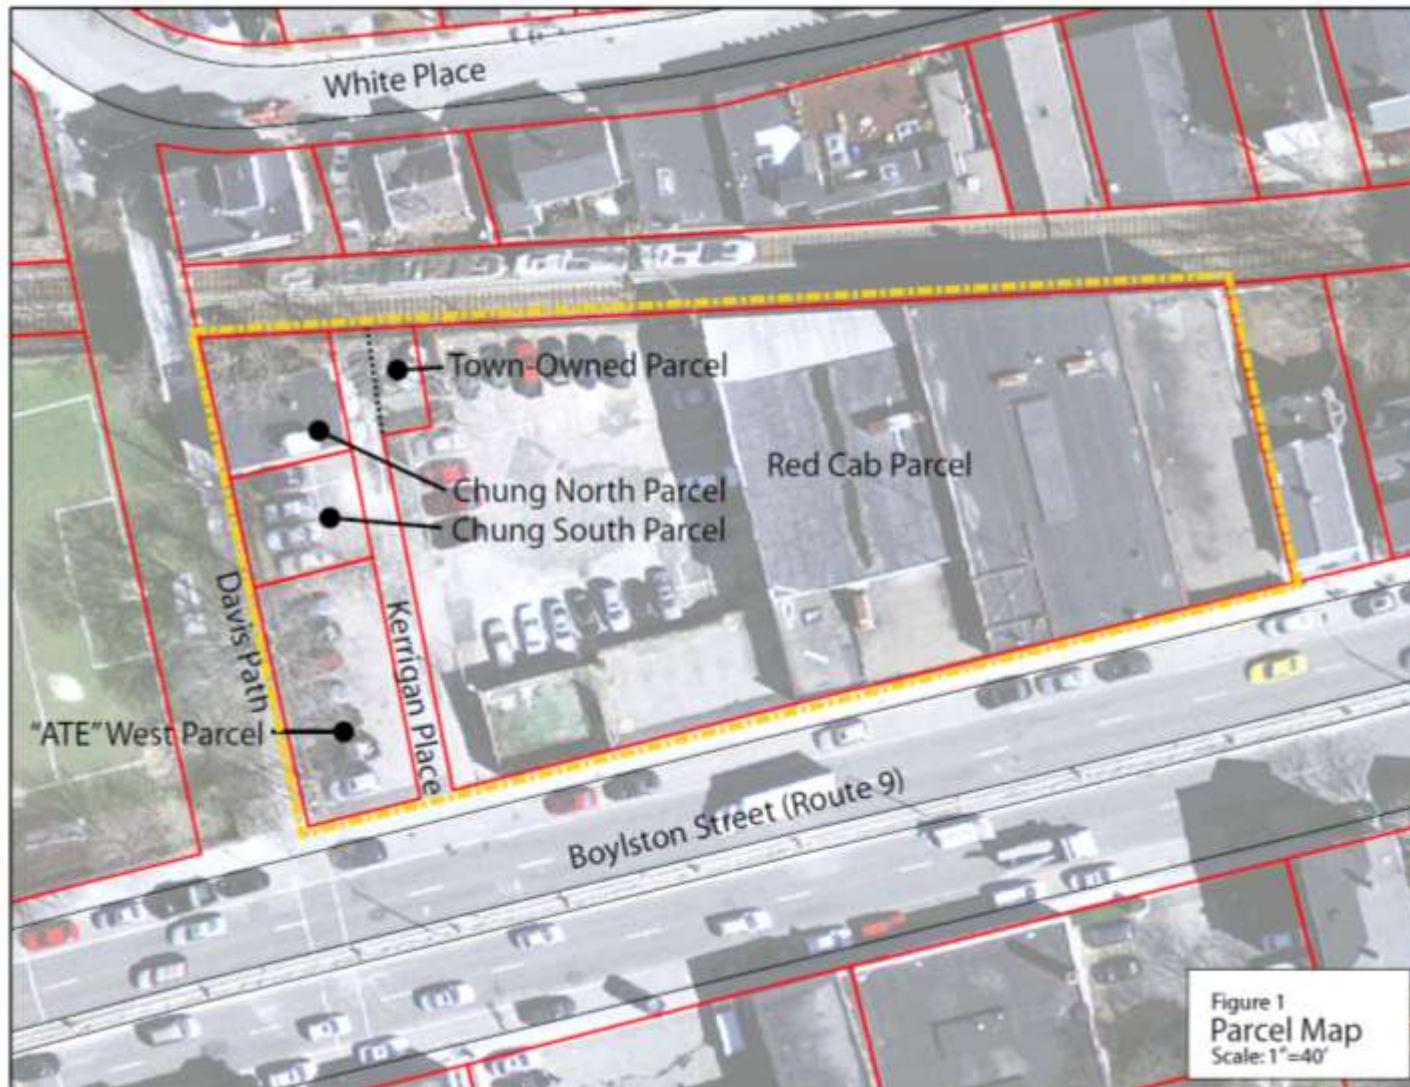 White Place
Town-Owned Parcel
Red Cab Parcel
Chung North Parcel
Chung South Parcel
Davis Path
Kerrigan Place
"ATE" West Parcel
Boylston Street (Route 9)
Figure 1
Parcel Map
Scale: 1"=40'